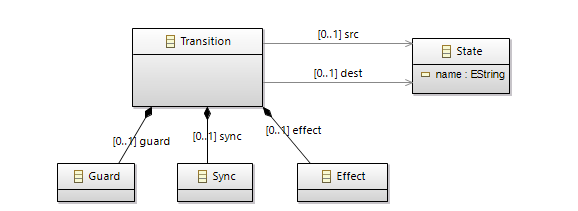 Transition
[0..1] src
State
name : EString
[0..1] dest
[0..1] guard
[0..1] sync
[0..1] effect
Guard
Sync
Effect